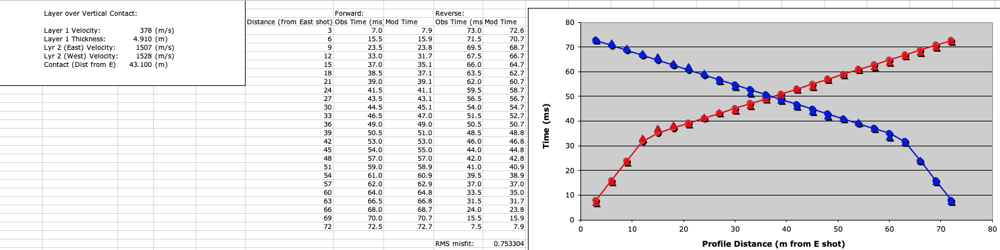 Layer over Vertical Contact:
Layer 1 Velocity: 378 (m/s)
Layer 1 Thickness: 4.910 (m)
Lyr 2 (East) Velocity: 1507 (m/s)
Lyr 2 (West) Velocity: 1528 (m/s)
Contact (Dist from E): 43.100 (m)
Forward: Reverse:
Distance (from East shot) Obs Time (ms) Mod Time Obs Time (ms Mod Time
3 7.0 7.9 73.0 72.6
6 15.5 15.9 71.5 70.7
9 23.5 23.8 69.5 68.7
12 33.0 31.7 67.5 66.7
15 37.0 35.1 66.0 64.7
18 38.5 37.1 63.5 62.7
21 39.0 39.1 62.0 60.7
24 41.5 41.1 59.5 58.7
27 43.5 43.1 56.5 56.7
30 44.5 45.1 54.0 54.7
33 46.5 47.0 51.5 52.7
36 49.0 49.0 50.5 50.7
39 50.5 51.0 48.5 48.8
42 53.0 53.0 46.0 46.8
45 54.0 55.0 44.0 44.8
48 57.0 57.0 42.0 42.8
51 59.0 58.9 41.0 40.9
54 61.0 60.9 39.5 38.9
57 62.0 62.9 37.0 37.0
60 64.0 64.8 33.5 35.0
63 66.5 66.8 31.5 31.7
66 68.0 68.7 24.0 23.8
69 70.0 70.7 15.5 15.9
72 72.5 72.7 7.5 7.9
RMS misfit: 0.753304
80
70
60
50
40
30
20
10
0
Time (ms)
0 10 20 30 40 50 60 70 80
Profile Distance (m from E shot)